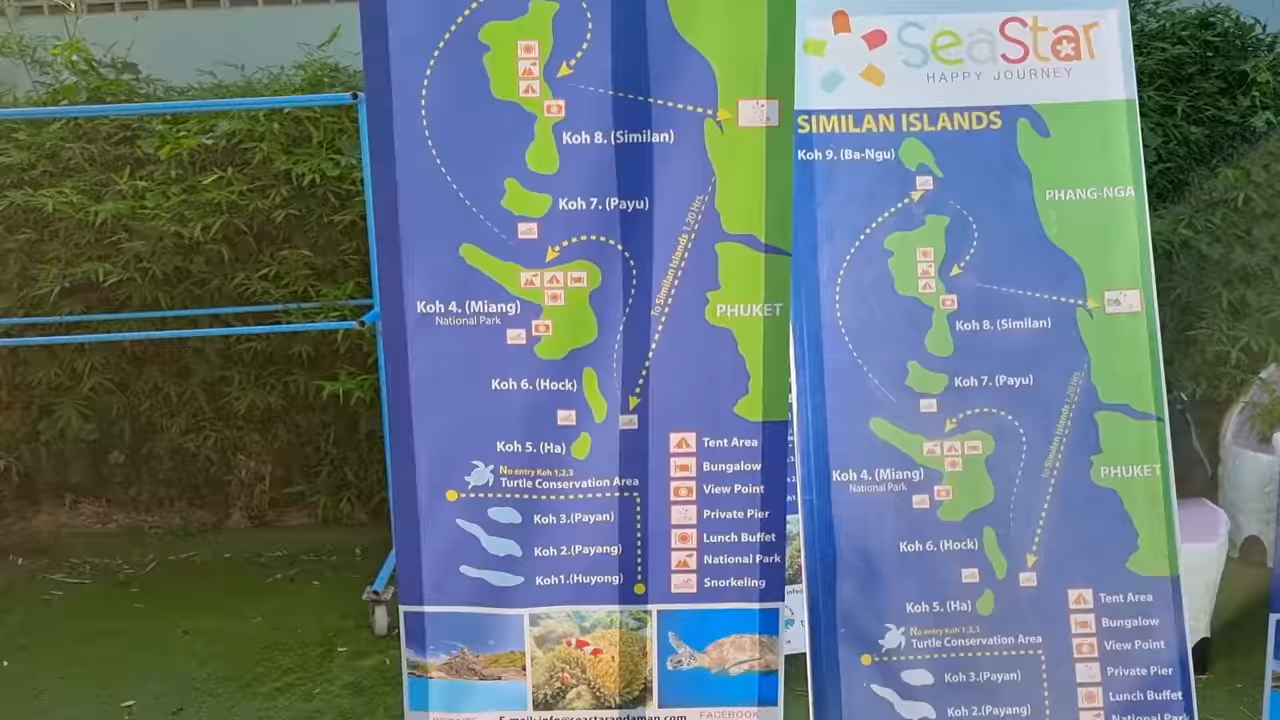 Koh 8. (Similan)
Koh 7. (Payu)
To Similan Islands 1.20 Hrs.
Koh 4. (Miang)
National Park
PHUKET
Koh 6. (Hock)
Koh 5. (Ha)
No entry Koh 1,2,3
Turtle Conservation Area
Koh 3.(Payan)
Koh 2.(Payang)
Koh1.(Huyong)
Tent Area
Bungalow
View Point
Private Pier
Lunch Buffet
National Park
Snorkeling
E-mail: info@seastarandaman.com
FACEBOOK
SeaStar
HAPPY JOURNEY
SIMILAN ISLANDS
Koh 9. (Ba-Ngu)
PHANG-NGA
Koh 8. (Similan)
Koh 7. (Payu)
To Similan Islands 1.20 Hrs.
Koh 4. (Miang)
National Park
PHUKET
Koh 6. (Hock)
Koh 5. (Ha)
No entry Koh 1,2,3
Turtle Conservation Area
Koh 3.(Payan)
Koh 2.(Payang)
Tent Area
Bungalow
View Point
Private Pier
Lunch Buffet